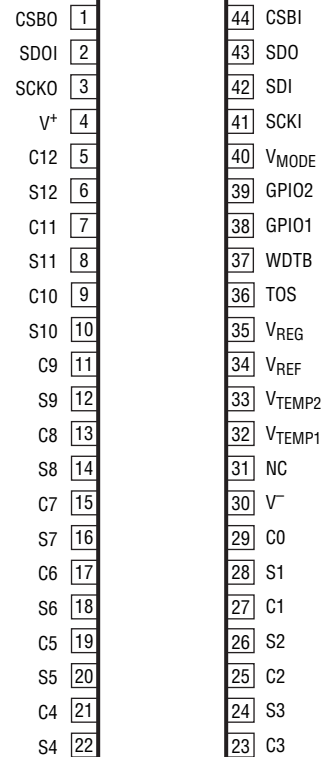 CSBO 1 44 CSBI
SDOI 2 43 SDO
SCKO 3 42 SDI
V+ 4 41 SCKI
C12 5 40 VMODE
S12 6 39 GPIO2
C11 7 38 GPIO1
S11 8 37 WDTB
C10 9 36 TOS
S10 10 35 VREG
C9 11 34 VREF
S9 12 33 VTEMP2
C8 13 32 VTEMP1
S8 14 31 NC
C7 15 30 V–
S7 16 29 C0
C6 17 28 S1
S6 18 27 C1
C5 19 26 S2
S5 20 25 C2
C4 21 24 S3
S4 22 23 C3